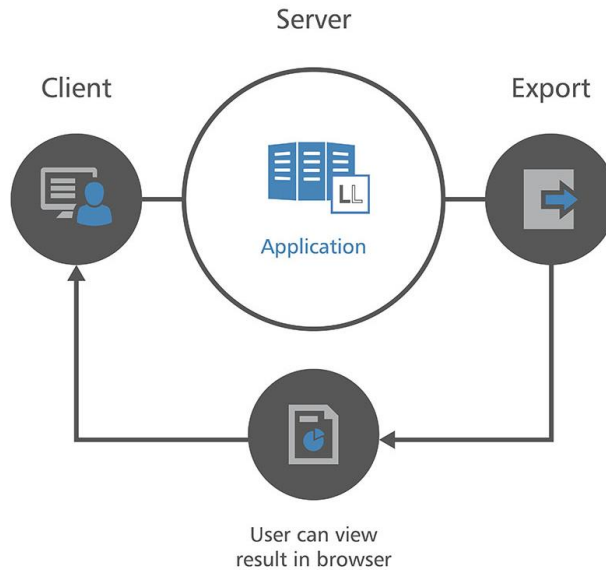 Server
Client
Export
LL
Application
User can view
result in browser